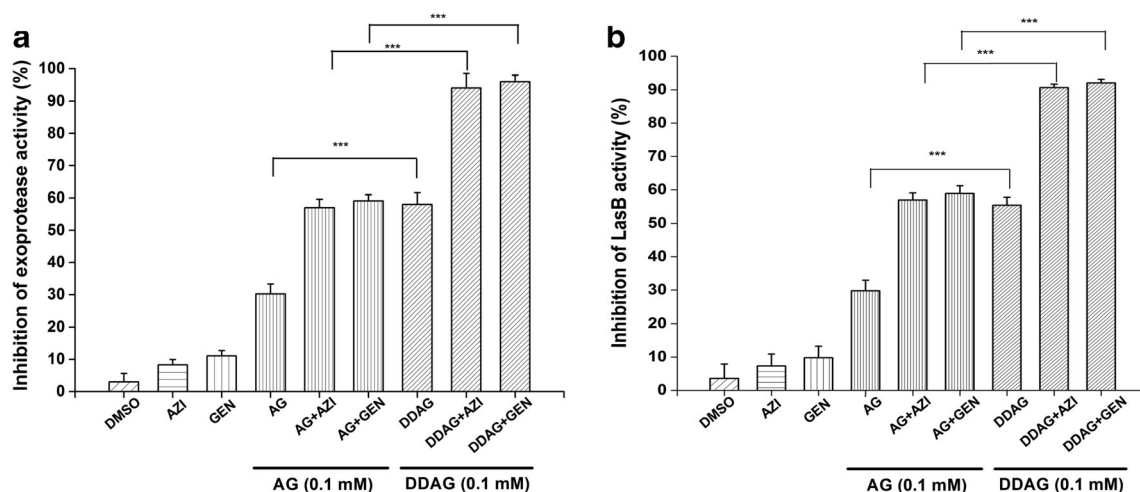 a
Inhibition of exoprotease activity (%)
100
90
80
70
60
50
40
30
20
10
0
***
***
***
DMSO
AZI
GEN
AG
AG+AZI
AG+GEN
DDAG
DDAG+AZI
DDAG+GEN
AG (0.1 mM)
DDAG (0.1 mM)
b
Inhibition of LasB activity (%)
100
90
80
70
60
50
40
30
20
10
0
***
***
***
DMSO
AZI
GEN
AG
AG+AZI
AG+GEN
DDAG
DDAG+AZI
DDAG+GEN
AG (0.1 mM)
DDAG (0.1 mM)